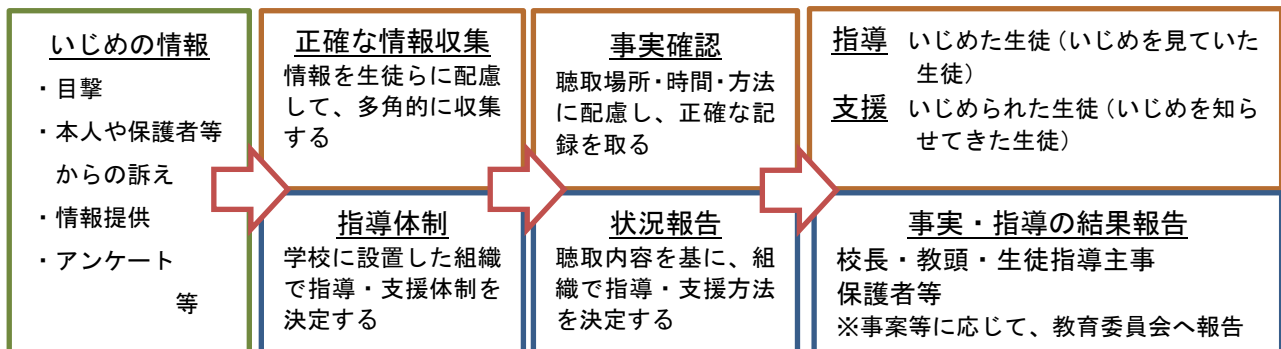 いじめの情報
・目撃
・本人や保護者等
からの訴え
・情報提供
・アンケート
等
正確な情報収集
情報を生徒らに配慮
して、多角的に収集
する
指導体制
学校に設置した組織
で指導・支援体制を
決定する
事実確認
聴取場所・時間・方法
に配慮し、正確な記
録を取る
状況報告
聴取内容を基に、組
織で指導・支援方法
を決定する
指導 いじめた生徒(いじめを見ていた
生徒)
支援 いじめられた生徒(いじめを知ら
せてきた生徒)
事実・指導の結果報告
校長・教頭・生徒指導主事
保護者等
※事案等に応じて、教育委員会へ報告